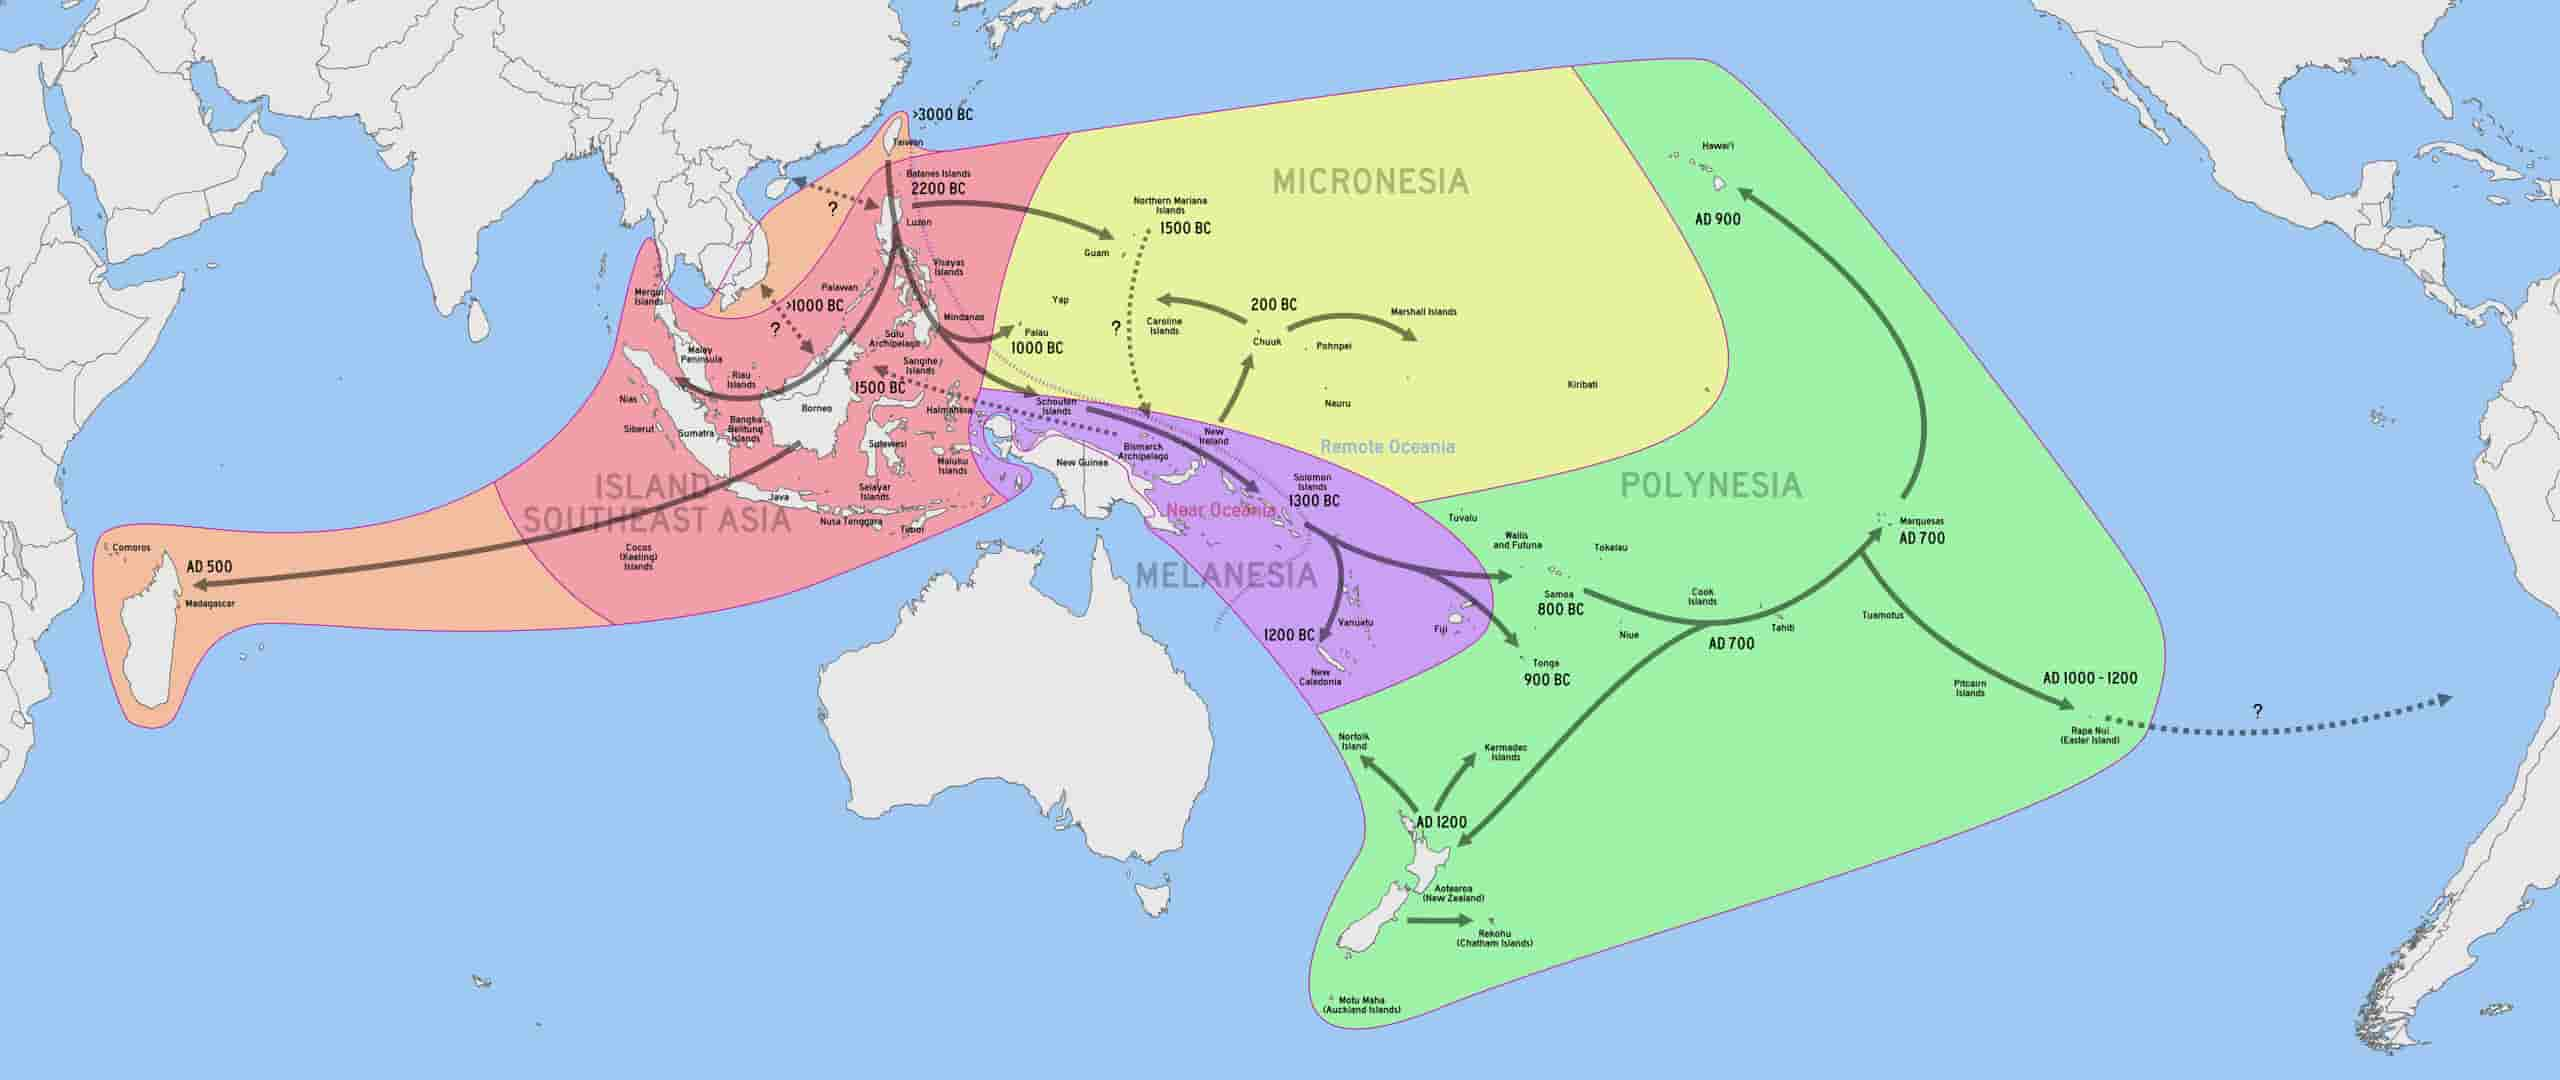 >3000 BC
Taiwan
Batanes Islands
2200 BC
?
Luzon
Northern Mariana
Islands
1500 BC
MICRONESIA
Hawai'i
AD 900
Guam
Visayas
Islands
Mergui
Islands
Palawan
>1000 BC
?
Yap
Mindanao
Palau
1000 BC
?
Caroline
Islands
200 BC
Chuuk
Pohnpei
Marshall Islands
Sulu
Archipelago
Malay
Peninsula
Riau
Islands
Sangihe
Islands
1500 BC
Kiribati
Nauru
Nias
Siberut
Sumatra
Bangka
Belitung
Islands
Borneo
Halmahera
Schouten
Islands
Sulawesi
Maluku
Islands
New Guinea
Bismarck
Archipelago
New
Ireland
Remote Oceania
ISLAND
SOUTHEAST ASIA
Java
Selayar
Islands
Nusa Tenggara
Timor
Near Oceania
Solomon
Islands
1300 BC
POLYNESIA
Tuvalu
Wallis
and Futuna
Tokelau
Marquesas
AD 700
Comoros
AD 500
Madagascar
Cocos
(Keeling)
Islands
MELANESIA
Samoa
800 BC
Cook
Islands
1200 BC
Vanuatu
Fiji
Niue
AD 700
Tahiti
Tuamotus
New
Caledonia
Tonga
900 BC
Pitcairn
Islands
AD 1000 - 1200
Rapa Nui
(Easter Island)
?
Norfolk
Island
Kermadec
Islands
AD 1200
Aotearoa
(New Zealand)
Rekohu
(Chatham Islands)
Motu Maha
(Auckland Islands)